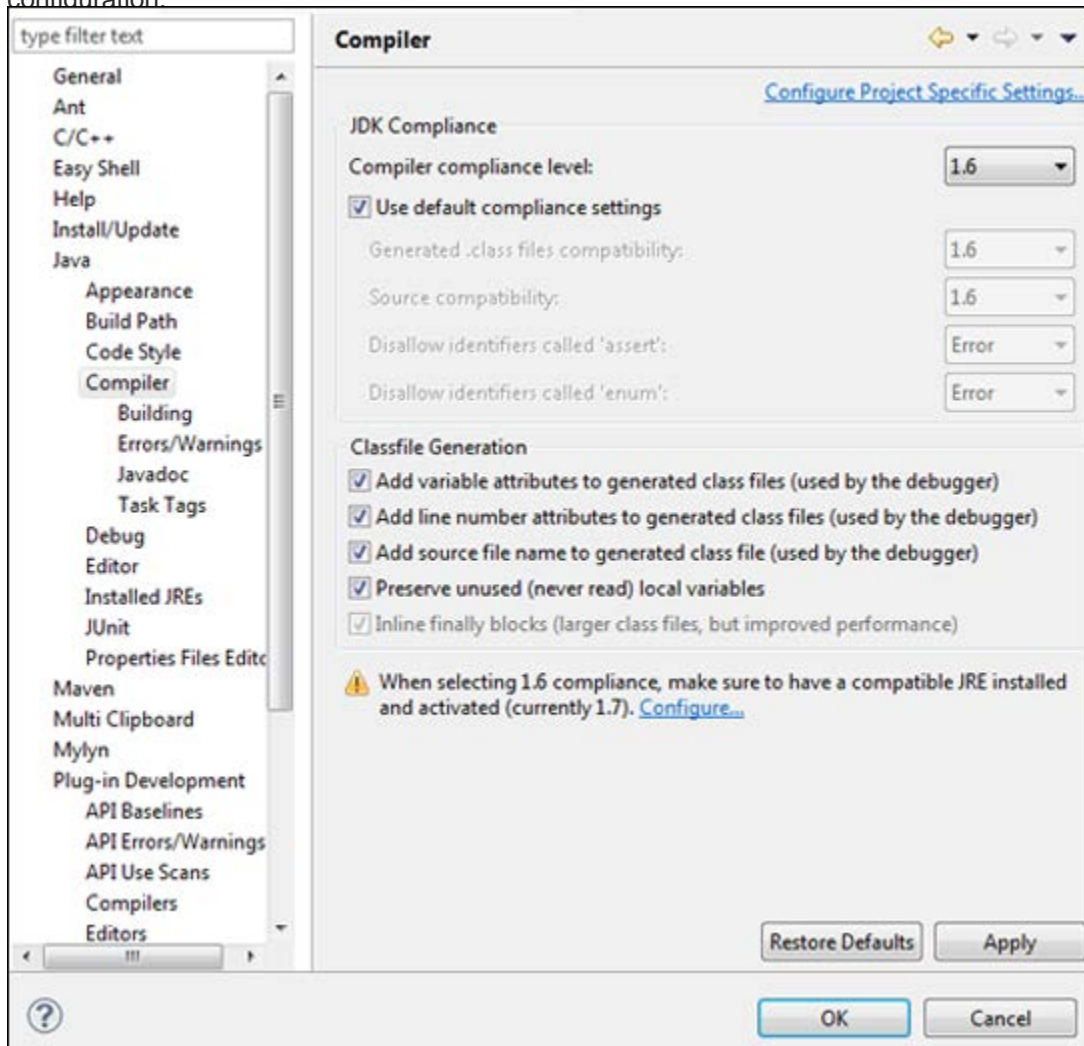 configuration.
type filter text
General
Ant
C/C++
Easy Shell
Help
Install/Update
Java
Appearance
Build Path
Code Style
Compiler
Building
Errors/Warnings
Javadoc
Task Tags
Debug
Editor
Installed JREs
JUnit
Properties Files Edito
Maven
Multi Clipboard
Mylyn
Plug-in Development
API Baselines
API Errors/Warnings
API Use Scans
Compilers
Editors
Compiler
Configure Project Specific Settings...
JDK Compliance
Compiler compliance level: 1.6
Use default compliance settings
Generated .class files compatibility: 1.6
Source compatibility: 1.6
Disallow identifiers called 'assert': Error
Disallow identifiers called 'enum': Error
Classfile Generation
Add variable attributes to generated class files (used by the debugger)
Add line number attributes to generated class files (used by the debugger)
Add source file name to generated class file (used by the debugger)
Preserve unused (never read) local variables
Inline finally blocks (larger class files, but improved performance)
When selecting 1.6 compliance, make sure to have a compatible JRE installed
and activated (currently 1.7). Configure...
Restore Defaults Apply
OK Cancel